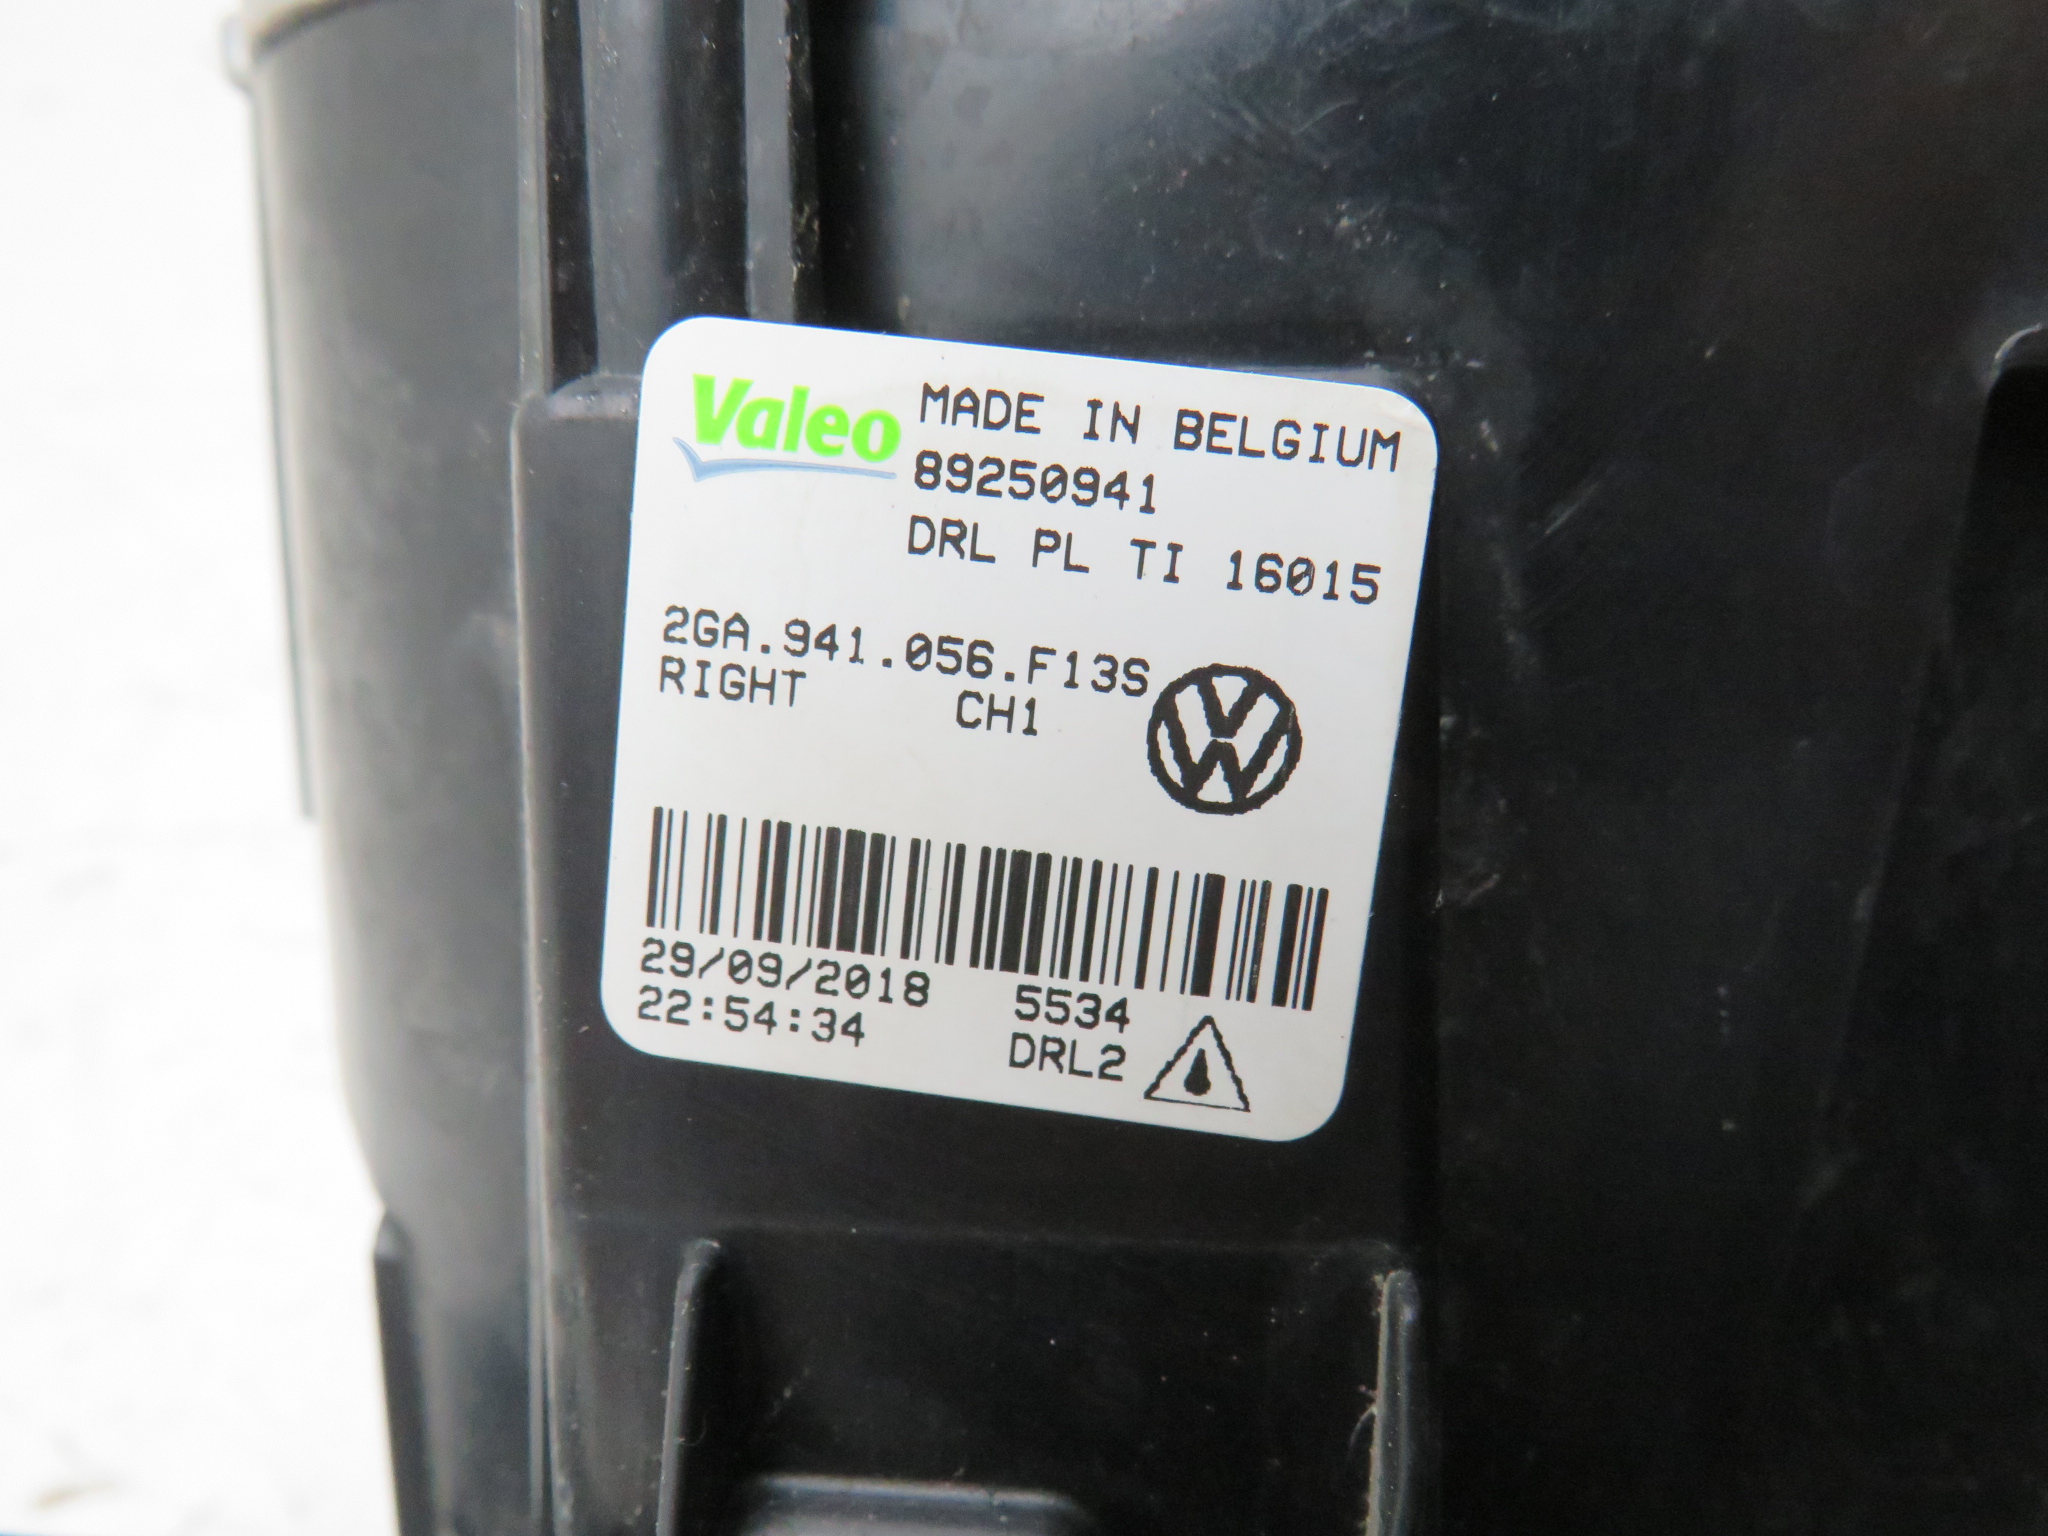 Valeo MADE IN BELGIUM
89250941
DRL PL TI 16015
2GA.941.056.F13S
RIGHT CH1
29/09/2018 5534
22:54:34 DRL2